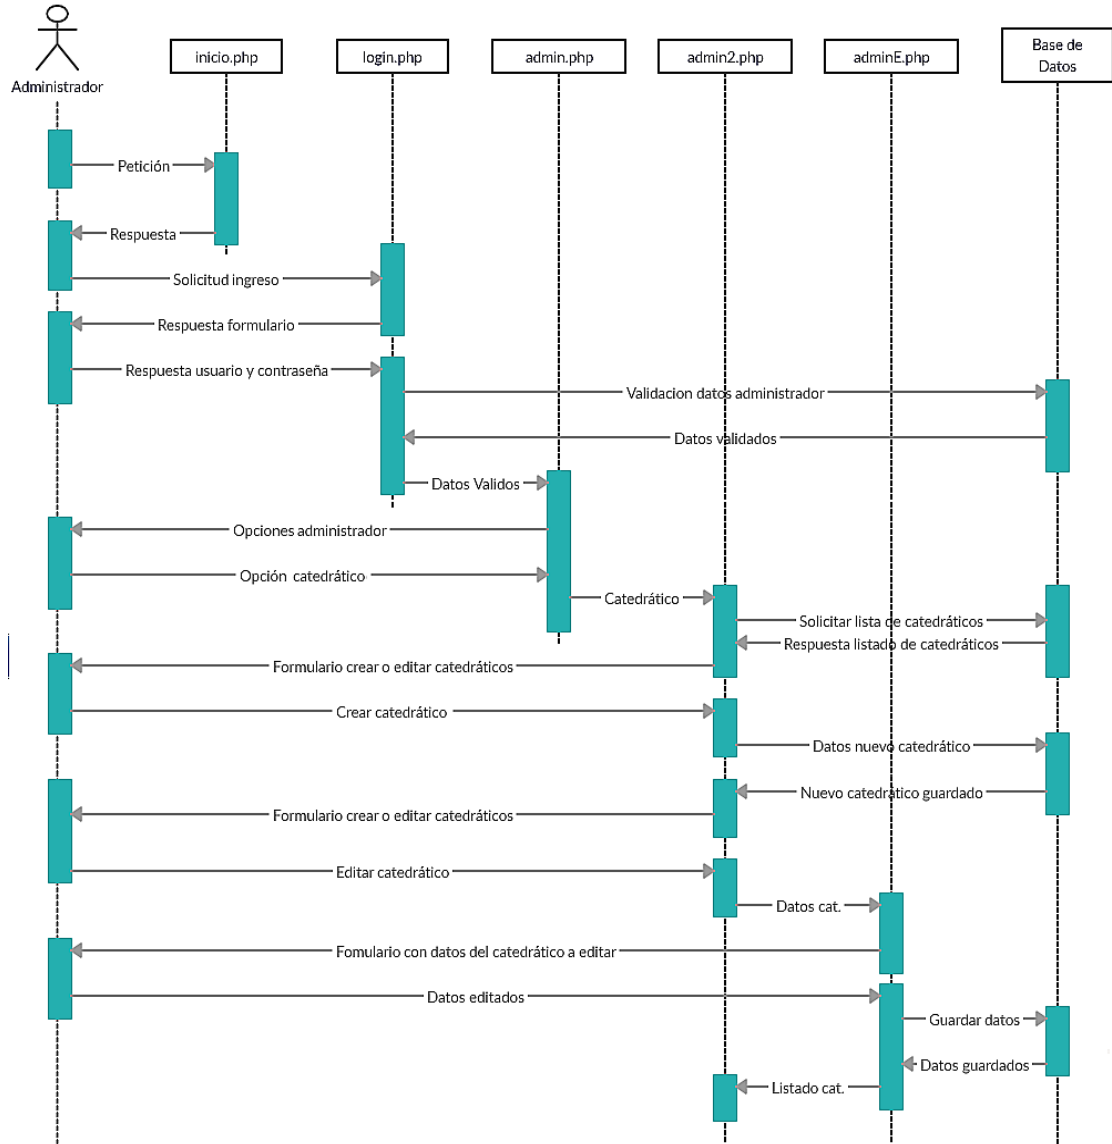 Administrador
inicio.php
login.php
admin.php
admin2.php
adminE.php
Base de
Datos
Petición
Respuesta
Solicitud ingreso
Respuesta formulario
Respuesta usuario y contraseña
Validacion datos administrador
Datos validados
Datos Validos
Opciones administrador
Opción catedrático
Catedrático
Solicitar lista de catedráticos
Respuesta listado de catedráticos
Formulario crear o editar catedráticos
Crear catedrático
Datos nuevo catedrático
Nuevo catedrático guardado
Formulario crear o editar catedráticos
Editar catedrático
Datos cat.
Fomulario con datos del catedrático a editar
Datos editados
Guardar datos
Datos guardados
Listado cat.